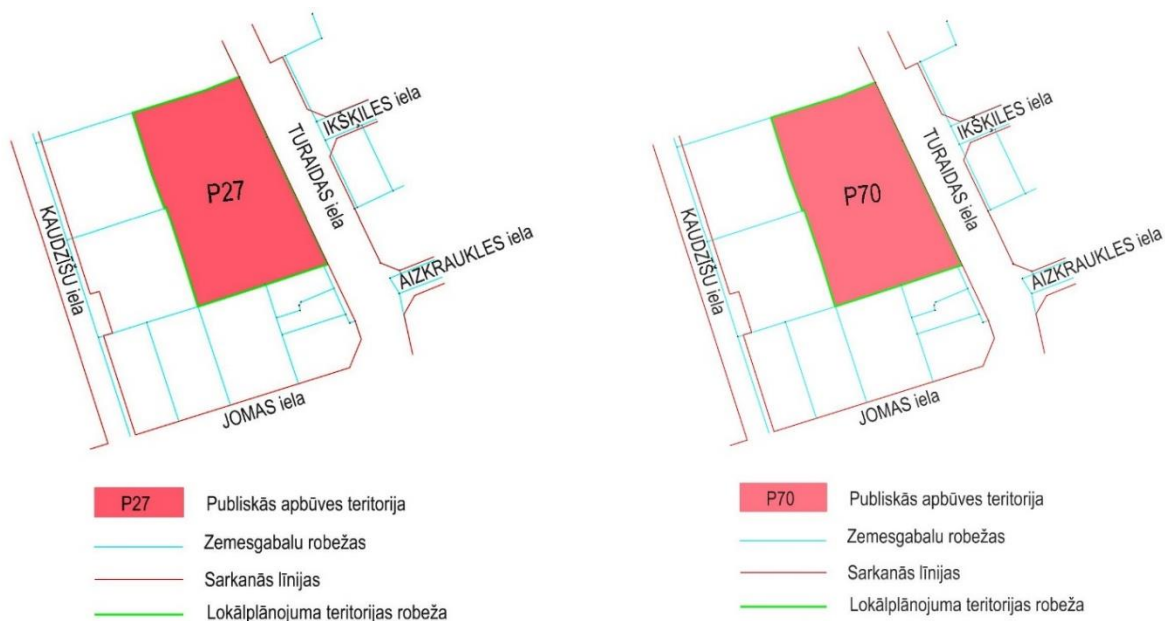 IKŠĶILES iela
TURAIDAS iela
P27
KAUDZĪŠU iela
AIZKRAUKLES iela
JOMAS iela
P27 Publiskās apbūves teritorija
Zemesgabalu robežas
Sarkanās līnijas
Lokālplānojuma teritorijas robeža
IKŠĶILES iela
TURAIDAS iela
P70
KAUDZĪŠU iela
AIZKRAUKLES iela
JOMAS iela
P70 Publiskās apbūves teritorija
Zemesgabalu robežas
Sarkanās līnijas
Lokālplānojuma teritorijas robeža